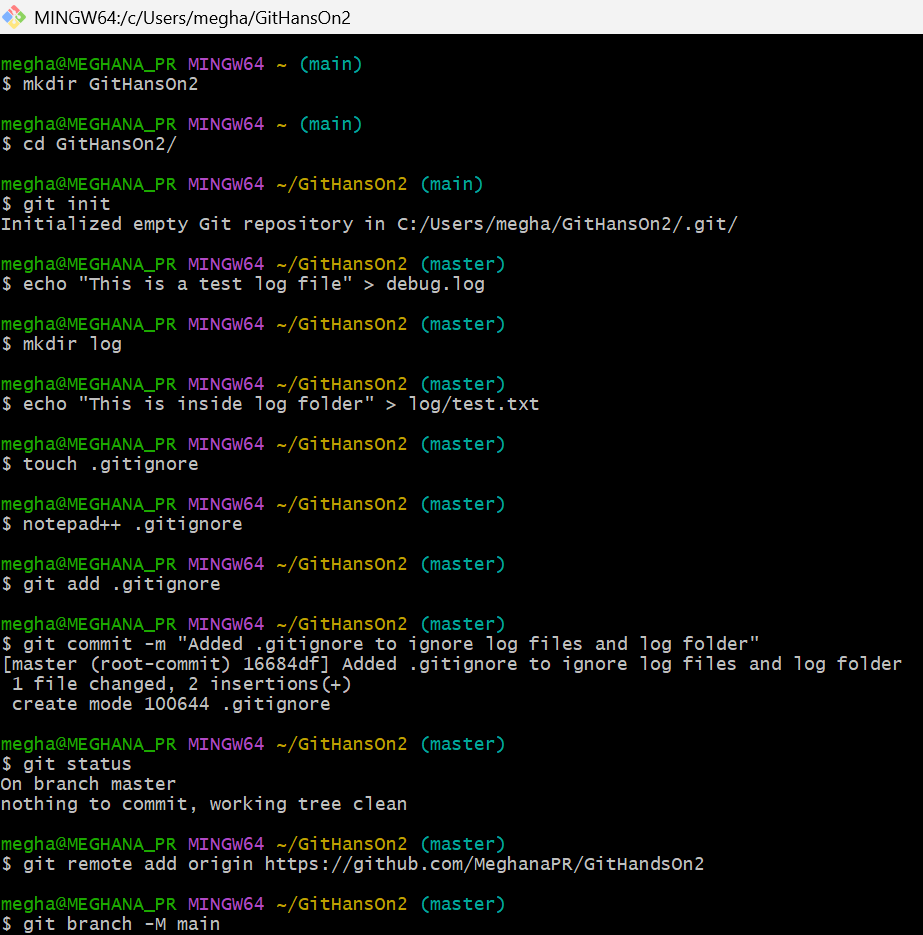 MINGW64:/c/Users/megha/GitHansOn2
megha@MEGHANA_PR MINGW64 ~ (main)
$ mkdir GitHansOn2
megha@MEGHANA_PR MINGW64 ~ (main)
$ cd GitHansOn2/
megha@MEGHANA_PR MINGW64 ~/GitHansOn2 (main)
$ git init
Initialized empty Git repository in C:/Users/megha/GitHansOn2/.git/
megha@MEGHANA_PR MINGW64 ~/GitHansOn2 (master)
$ echo "This is a test log file" > debug.log
megha@MEGHANA_PR MINGW64 ~/GitHansOn2 (master)
$ mkdir log
megha@MEGHANA_PR MINGW64 ~/GitHansOn2 (master)
$ echo "This is inside log folder" > log/test.txt
megha@MEGHANA_PR MINGW64 ~/GitHansOn2 (master)
$ touch .gitignore
megha@MEGHANA_PR MINGW64 ~/GitHansOn2 (master)
$ notepad++ .gitignore
megha@MEGHANA_PR MINGW64 ~/GitHansOn2 (master)
$ git add .gitignore
megha@MEGHANA_PR MINGW64 ~/GitHansOn2 (master)
$ git commit -m "Added .gitignore to ignore log files and log folder"
[master (root-commit) 16684df] Added .gitignore to ignore log files and log folder
 1 file changed, 2 insertions(+)
 create mode 100644 .gitignore
megha@MEGHANA_PR MINGW64 ~/GitHansOn2 (master)
$ git status
On branch master
nothing to commit, working tree clean
megha@MEGHANA_PR MINGW64 ~/GitHansOn2 (master)
$ git remote add origin https://github.com/MeghanaPR/GitHandsOn2
megha@MEGHANA_PR MINGW64 ~/GitHansOn2 (master)
$ git branch -M main